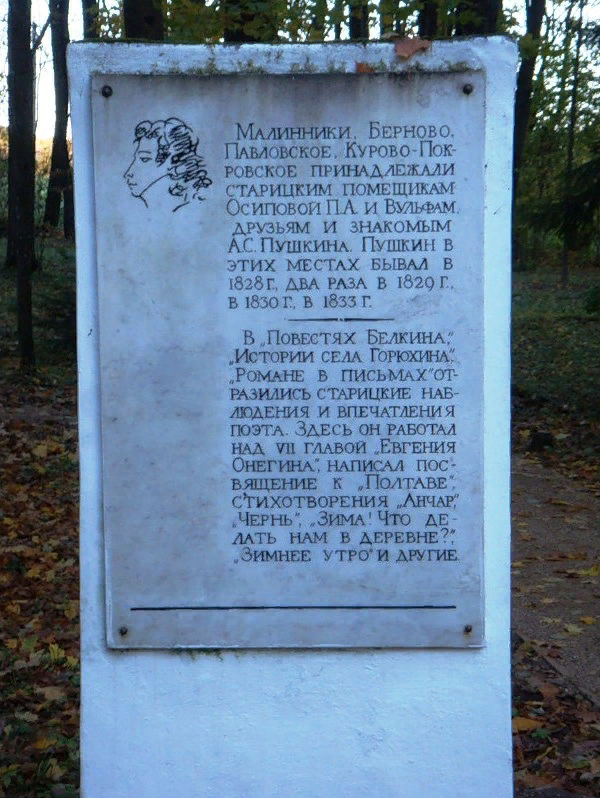 Малинники, Берново,
Павловское, Курово-Пок-
ровское принадлежали
старицким помещикам
Осиповой П.А. и Вульфам,
друзьям и знакомым
А.С. Пушкина. Пушкин в
этих местах бывал в
1828 г., два раза в 1829 г.,
в 1830 г., в 1833 г.
В „Повестях Белкина",
„Истории села Горюхина",
„Романе в письмах" от-
разились старицкие наб-
людения и впечатления
поэта. Здесь он работал
над VII главой „Евгения
Онегина", написал пос-
вящение к „Полтаве",
стихотворения „Анчар",
„Чернь", „Зима! Что де-
лать нам в деревне?",
„Зимнее утро" и другие.